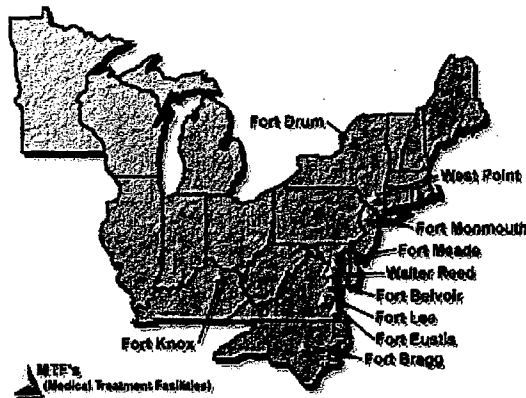 Fort Drum
West Point
Fort Monmouth
Fort Meade
Walter Reed
Fort Belvoir
Fort Lee
Fort Eustis
Fort Bragg
Fort Knox
MTF's
(Medical Treatment Facilities)